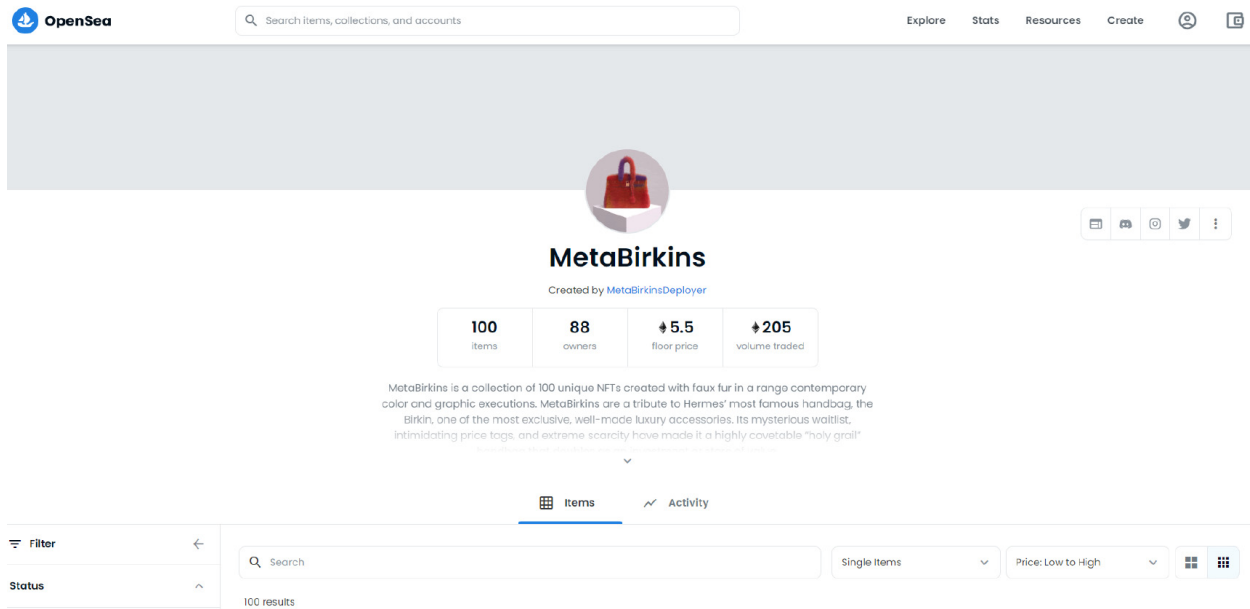 OpenSea
Search items, collections, and accounts
Explore Stats Resources Create
MetaBirkins
Created by MetaBirkinsDeployer
100 88 5.5 205
items owners floor price volume traded
MetaBirkins is a collection of 100 unique NFTs created with faux fur in a range contemporary
color and graphic executions. MetaBirkins are a tribute to Hermes' most famous handbag, the
Birkin, one of the most exclusive, well-made luxury accessories. Its mysterious waitlist,
intimidating price tags, and extreme scarcity have made it a highly covetable "holy grail"
Items Activity
Filter
Search
Single Items
Price: Low to High
Status
100 results